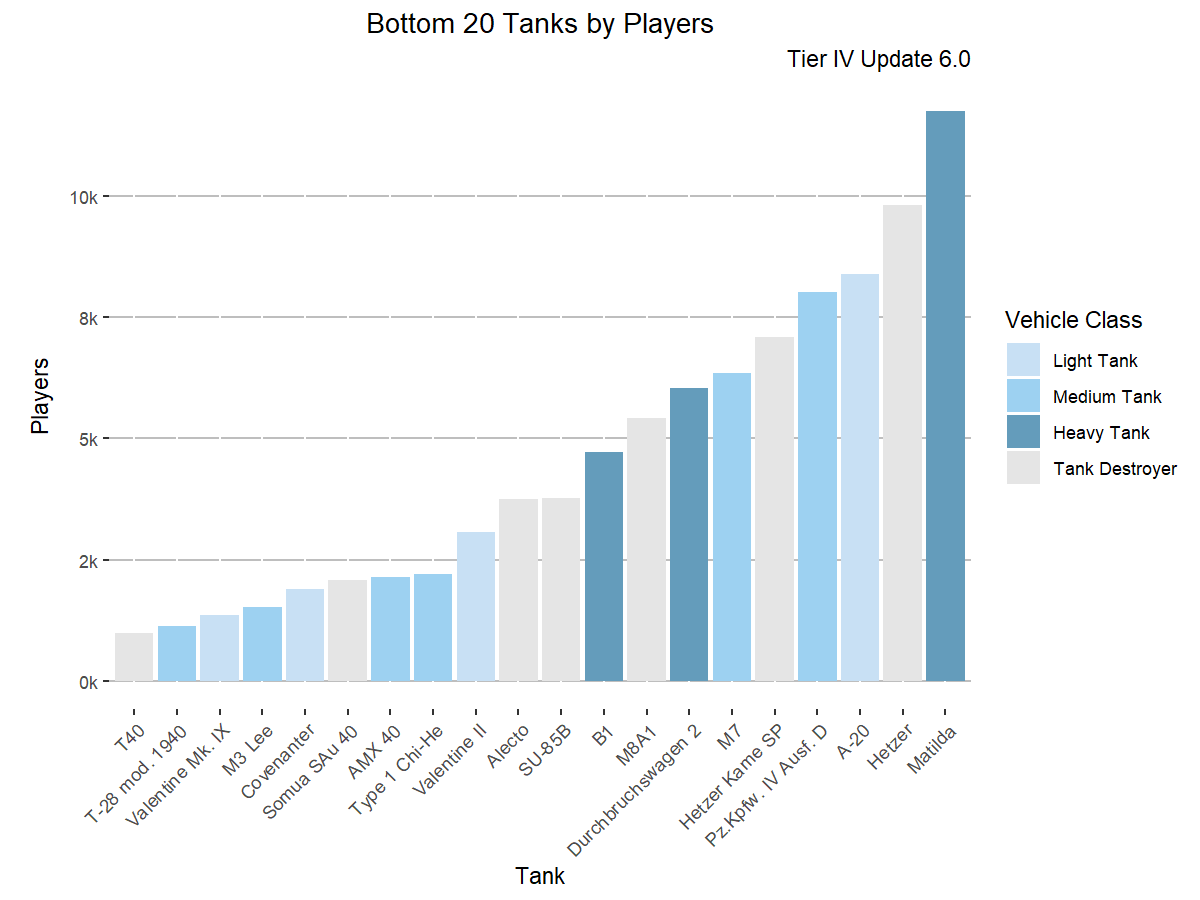 Bottom 20 Tanks by Players
Tier IV Update 6.0
Players
10k
8k
5k
2k
0k
T40
T-28 mod. 1940
Valentine Mk. IX
M3 Lee
Covenanter
Somua SAu 40
AMX 40
Type 1 Chi-He
Valentine II
Alecto
SU-85B
B1
M8A1
Durchbruchswagen 2
M7
Hetzer Kame SP
Pz.Kpfw. IV Ausf. D
A-20
Hetzer
Matilda
Tank
Vehicle Class
Light Tank
Medium Tank
Heavy Tank
Tank Destroyer